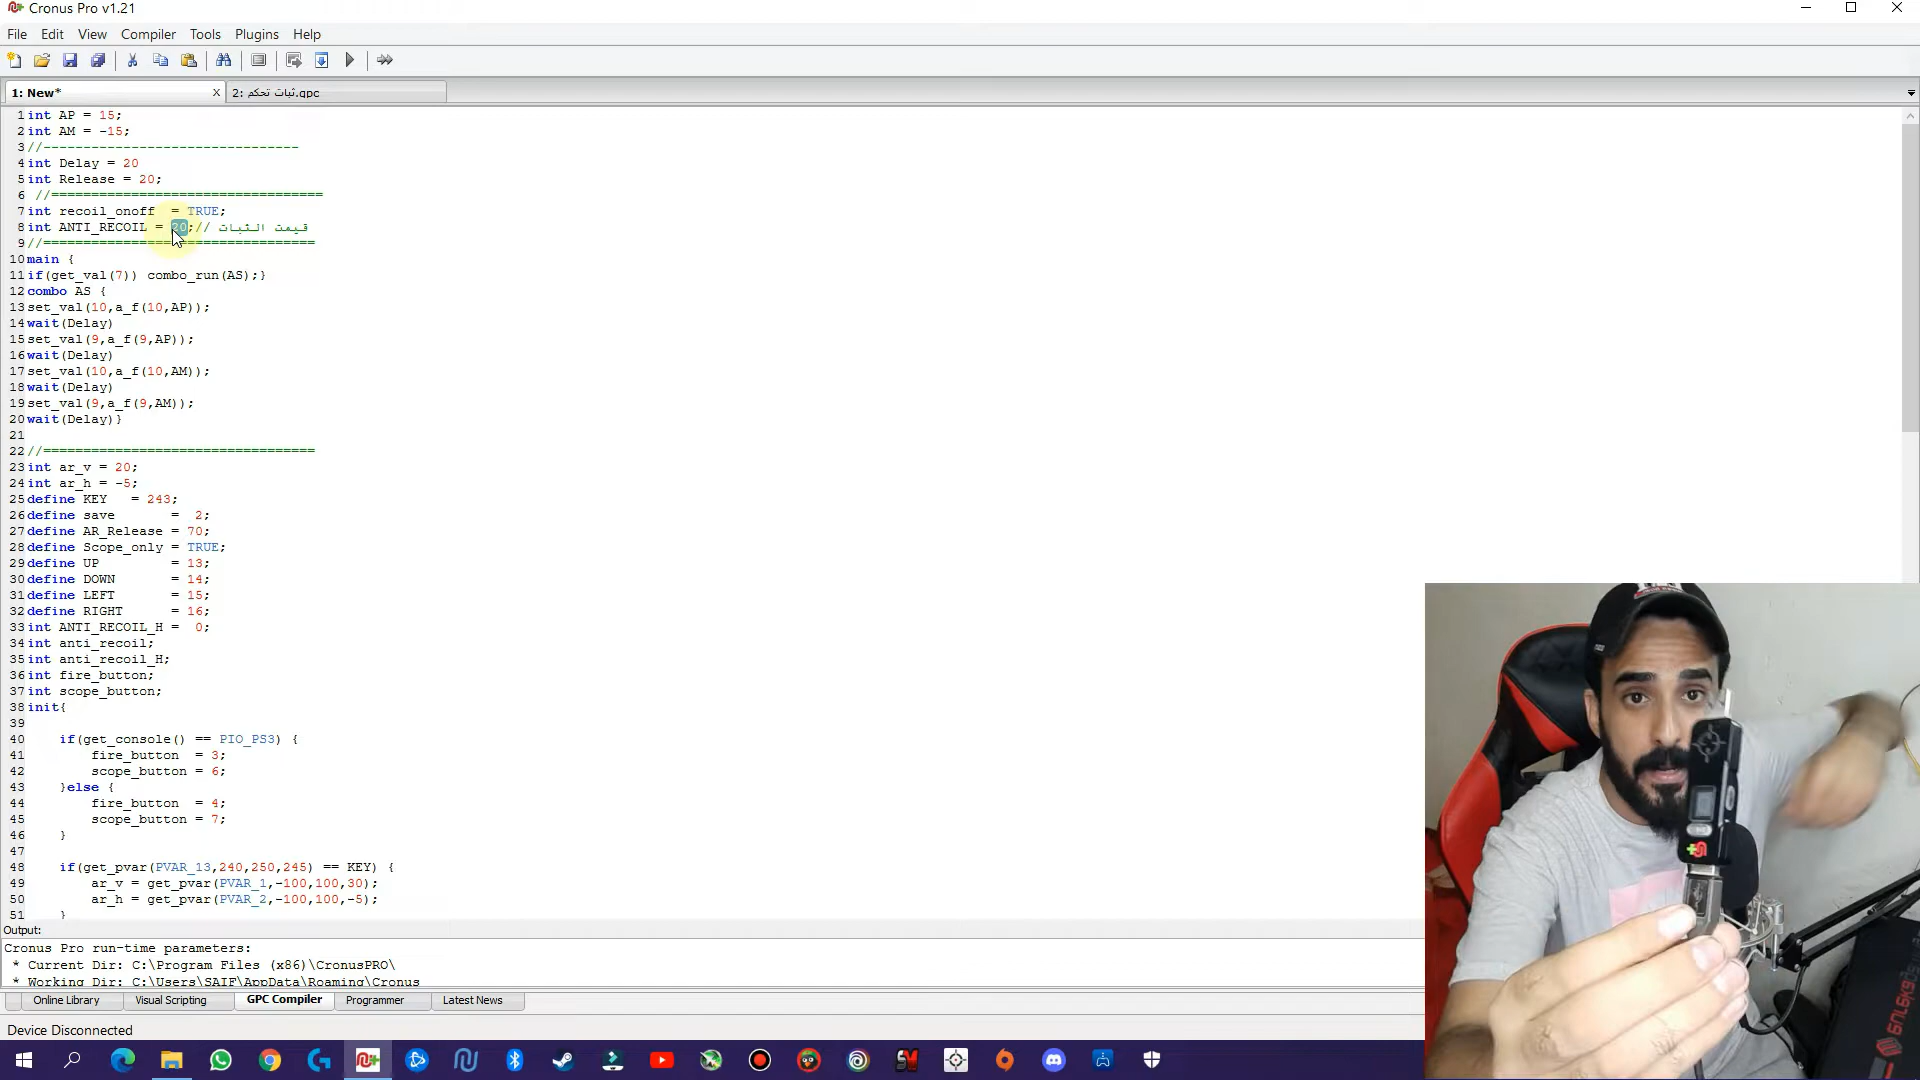 Cronus Pro v1.21
File Edit View Compiler Tools Plugins Help
1: New* x 2: ثبات تحكم.gpc
1 int AP = 15;
2 int AM = -15;
3 //--------------------------------
4 int Delay = 20
5 int Release = 20;
6 //==================================
7 int recoil_onoff = TRUE;
8 int ANTI_RECOIL = 20;// قيمت الثبات
9 //==================================
10 main {
11 if(get_val(7)) combo_run(AS);}
12 combo AS {
13 set_val(10,a_f(10,AP));
14 wait(Delay)
15 set_val(9,a_f(9,AP));
16 wait(Delay)
17 set_val(10,a_f(10,AM));
18 wait(Delay)
19 set_val(9,a_f(9,AM));
20 wait(Delay)}
21
22 //==================================
23 int ar_v = 20;
24 int ar_h = -5;
25 define KEY = 243;
26 define save = 2;
27 define AR_Release = 70;
28 define Scope_only = TRUE;
29 define UP = 13;
30 define DOWN = 14;
31 define LEFT = 15;
32 define RIGHT = 16;
33 int ANTI_RECOIL_H = 0;
34 int anti_recoil;
35 int anti_recoil_H;
36 int fire_button;
37 int scope_button;
38 init{
39
40 if(get_console() == PIO_PS3) {
41 fire_button = 3;
42 scope_button = 6;
43 }else {
44 fire_button = 4;
45 scope_button = 7;
46 }
47
48 if(get_pvar(PVAR_13,240,250,245) == KEY) {
49 ar_v = get_pvar(PVAR_1,-100,100,30);
50 ar_h = get_pvar(PVAR_2,-100,100,-5);
51 }
Output:
Cronus Pro run-time parameters:
* Current Dir: C:\Program Files (x86)\CronusPRO\
* Working Dir: C:\Users\SAIF\AppData\Roaming\Cronus
Online Library Visual Scripting GPC Compiler Programmer Latest News
Device Disconnected